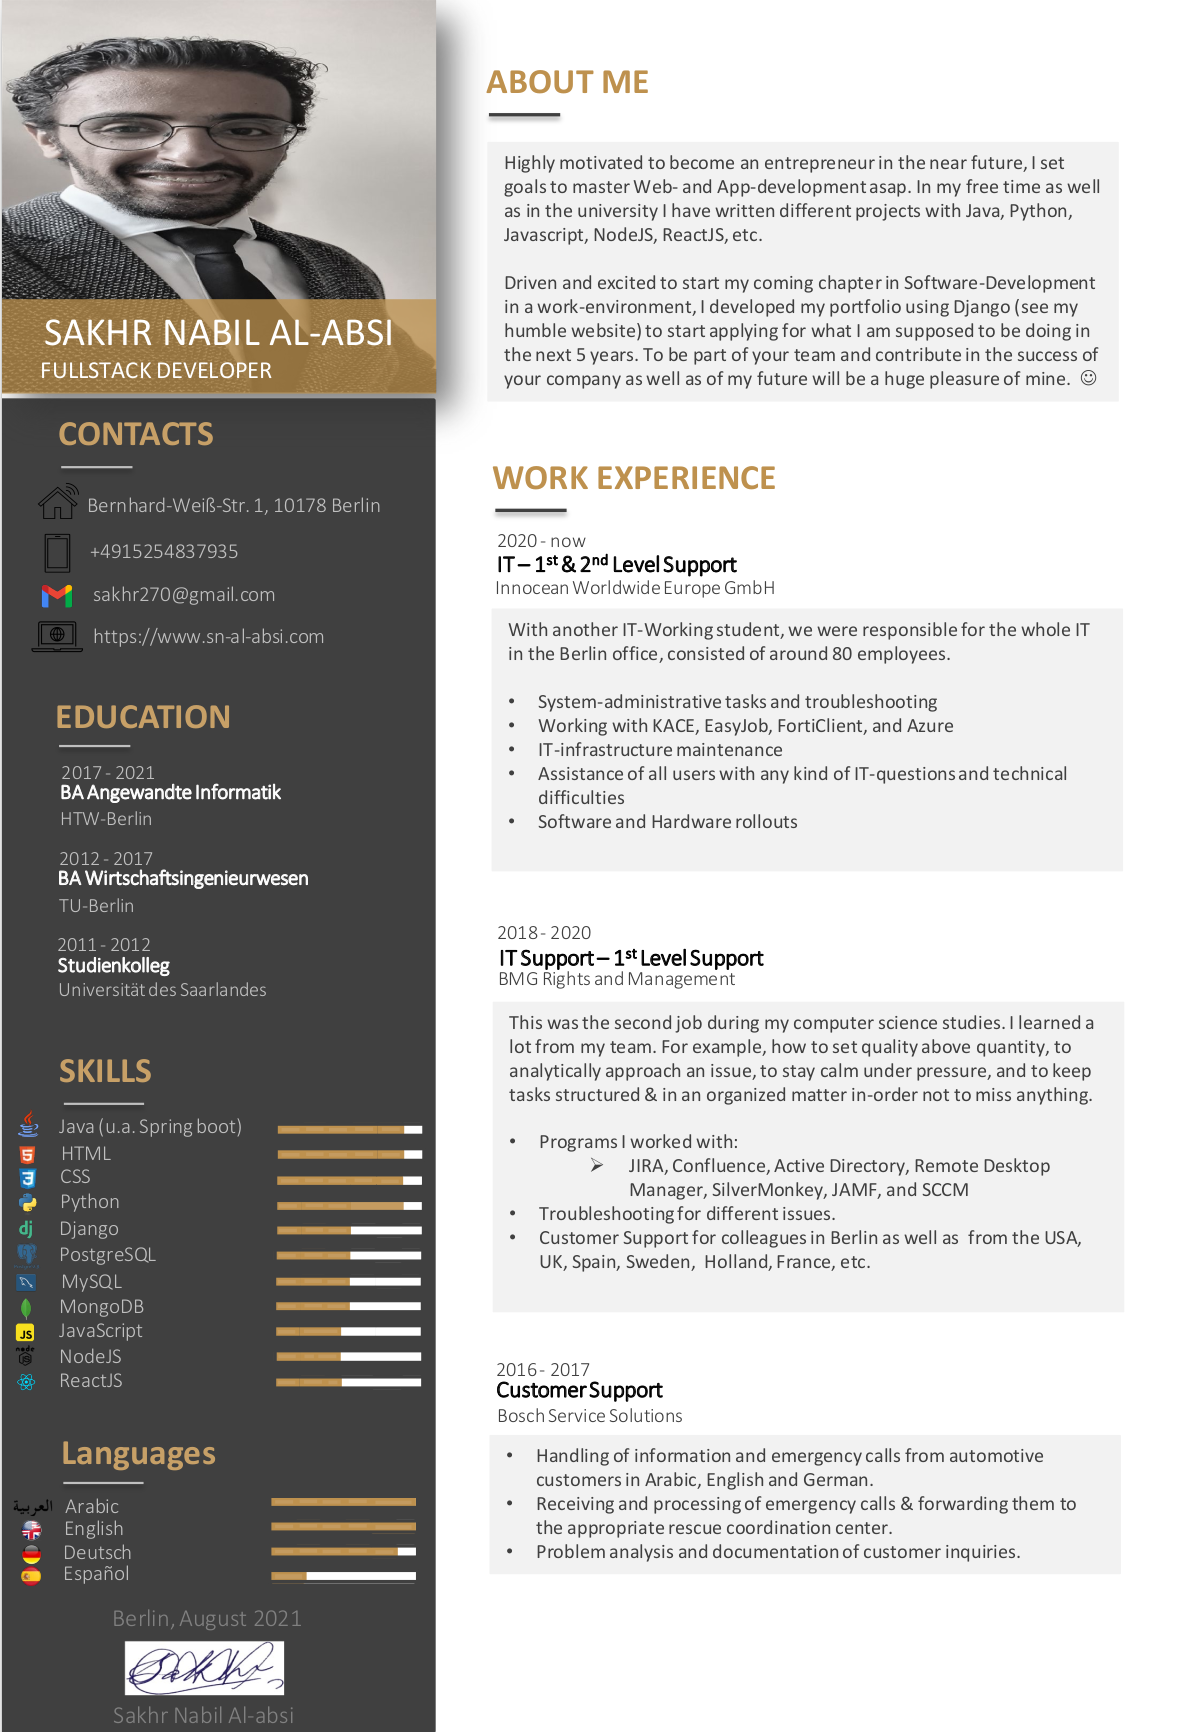 SAKHR NABIL AL-ABSI
FULLSTACK DEVELOPER
CONTACTS
Bernhard-Weiß-Str. 1, 10178 Berlin
+4915254837935
sakhr270@gmail.com
https://www.sn-al-absi.com
EDUCATION
2017 - 2021
BA Angewandte Informatik
HTW-Berlin
2012 - 2017
BA Wirtschaftsingenieurwesen
TU-Berlin
2011 - 2012
Studienkolleg
Universität des Saarlandes
SKILLS
Java (u.a. Spring boot)
HTML
CSS
Python
dj Django
PostgreSQL
MySQL
MongoDB
JS JavaScript
node NodeJS
ReactJS
Languages
العربية Arabic
English
Deutsch
Español
Berlin, August 2021
Sakhr Nabil Al-absi
ABOUT ME
Highly motivated to become an entrepreneur in the near future, I set
goals to master Web- and App-development asap. In my free time as well
as in the university I have written different projects with Java, Python,
Javascript, NodeJS, ReactJS, etc.
Driven and excited to start my coming chapter in Software-Development
in a work-environment, I developed my portfolio using Django (see my
humble website) to start applying for what I am supposed to be doing in
the next 5 years. To be part of your team and contribute in the success of
your company as well as of my future will be a huge pleasure of mine. ☺
WORK EXPERIENCE
2020 - now
IT – 1st & 2nd Level Support
Innocean Worldwide Europe GmbH
With another IT-Working student, we were responsible for the whole IT
in the Berlin office, consisted of around 80 employees.
• System-administrative tasks and troubleshooting
• Working with KACE, EasyJob, FortiClient, and Azure
• IT-infrastructure maintenance
• Assistance of all users with any kind of IT-questions and technical
difficulties
• Software and Hardware rollouts
2018 - 2020
IT Support – 1st Level Support
BMG Rights and Management
This was the second job during my computer science studies. I learned a
lot from my team. For example, how to set quality above quantity, to
analytically approach an issue, to stay calm under pressure, and to keep
tasks structured & in an organized matter in-order not to miss anything.
• Programs I worked with:
➢ JIRA, Confluence, Active Directory, Remote Desktop
Manager, SilverMonkey, JAMF, and SCCM
• Troubleshooting for different issues.
• Customer Support for colleagues in Berlin as well as from the USA,
UK, Spain, Sweden, Holland, France, etc.
2016 - 2017
Customer Support
Bosch Service Solutions
• Handling of information and emergency calls from automotive
customers in Arabic, English and German.
• Receiving and processing of emergency calls & forwarding them to
the appropriate rescue coordination center.
• Problem analysis and documentation of customer inquiries.